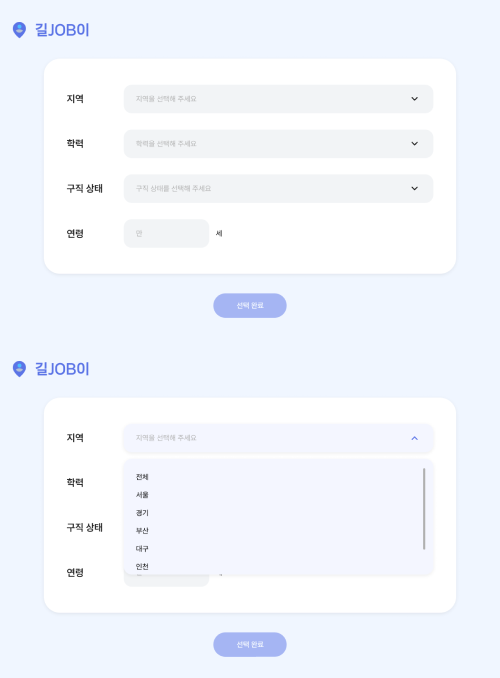 길JOB이
지역 지역을 선택해 주세요
학력 학력을 선택해 주세요
구직 상태 구직 상태를 선택해 주세요
연령 만 세
선택 완료
길JOB이
지역 지역을 선택해 주세요
전체
학력
서울
경기
구직 상태
부산
대구
연령
인천
선택 완료